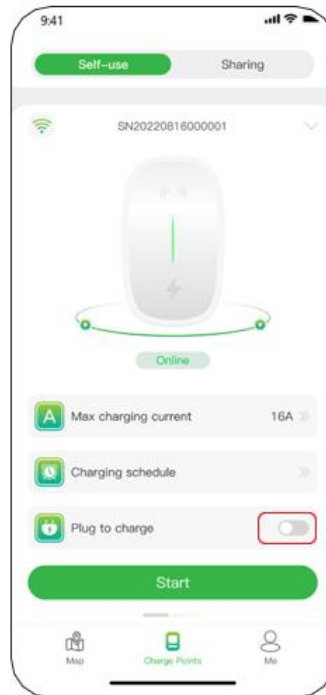 9:41
Self-use Sharing
SN20220816000001
Online
A Max charging current 16A
Charging schedule
Plug to charge
Start
Map Charge Points Me